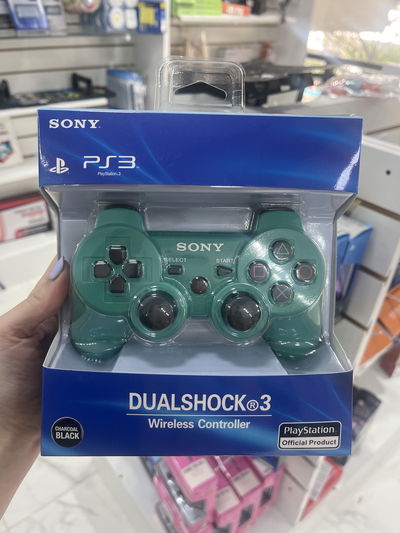 SONY
PS3
PlayStation 3
SONY
SELECT
START
DUALSHOCK®3
Wireless Controller
CHARCOAL
BLACK
PlayStation
Official Product